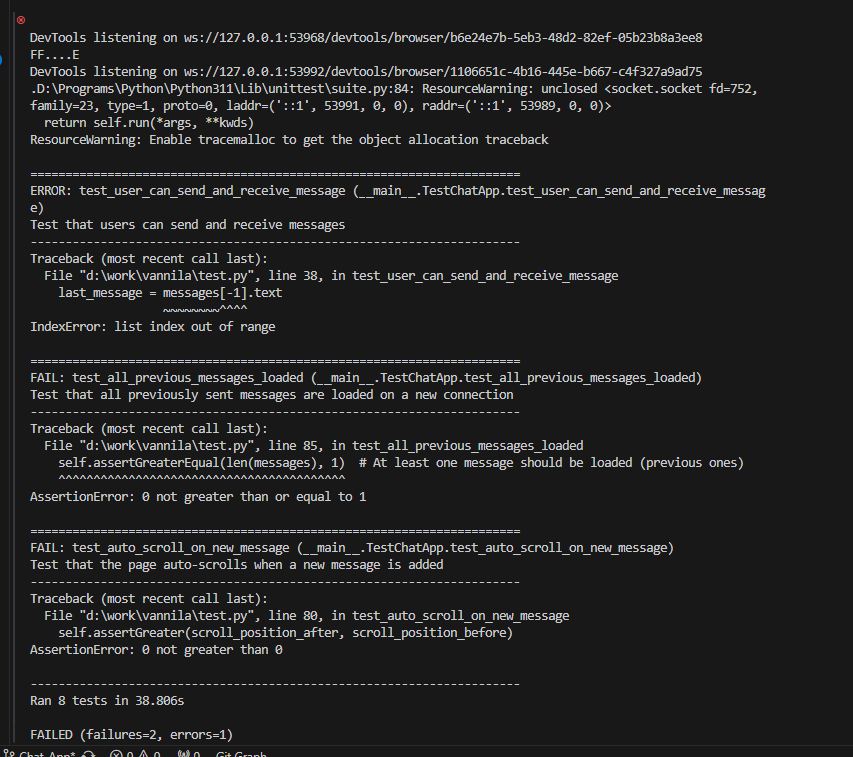 DevTools listening on ws://127.0.0.1:53968/devtools/browser/b6e24e7b-5eb3-48d2-82ef-05b23b8a3ee8
FF....E
DevTools listening on ws://127.0.0.1:53992/devtools/browser/1106651c-4b16-445e-b667-c4f327a9ad75
.D:\Programs\Python\Python311\Lib\unittest\suite.py:84: ResourceWarning: unclosed <socket.socket fd=752,
family=23, type=1, proto=0, laddr=('::1', 53991, 0, 0), raddr=('::1', 53989, 0, 0)>
  return self.run(*args, **kwds)
ResourceWarning: Enable tracemalloc to get the object allocation traceback

======================================================================
ERROR: test_user_can_send_and_receive_message (__main__.TestChatApp.test_user_can_send_and_receive_messag
e)
Test that users can send and receive messages
----------------------------------------------------------------------
Traceback (most recent call last):
  File "d:\work\vannila\test.py", line 38, in test_user_can_send_and_receive_message
    last_message = messages[-1].text
                   ~~~~~~~~^^^^
IndexError: list index out of range

======================================================================
FAIL: test_all_previous_messages_loaded (__main__.TestChatApp.test_all_previous_messages_loaded)
Test that all previously sent messages are loaded on a new connection
----------------------------------------------------------------------
Traceback (most recent call last):
  File "d:\work\vannila\test.py", line 85, in test_all_previous_messages_loaded
    self.assertGreaterEqual(len(messages), 1)  # At least one message should be loaded (previous ones)
    ^^^^^^^^^^^^^^^^^^^^^^^^^^^^^^^^^^^^^^^^^
AssertionError: 0 not greater than or equal to 1

======================================================================
FAIL: test_auto_scroll_on_new_message (__main__.TestChatApp.test_auto_scroll_on_new_message)
Test that the page auto-scrolls when a new message is added
----------------------------------------------------------------------
Traceback (most recent call last):
  File "d:\work\vannila\test.py", line 80, in test_auto_scroll_on_new_message
    self.assertGreater(scroll_position_after, scroll_position_before)
AssertionError: 0 not greater than 0

----------------------------------------------------------------------
Ran 8 tests in 38.806s

FAILED (failures=2, errors=1)
Chat-App* 0 0 0 Git Graph